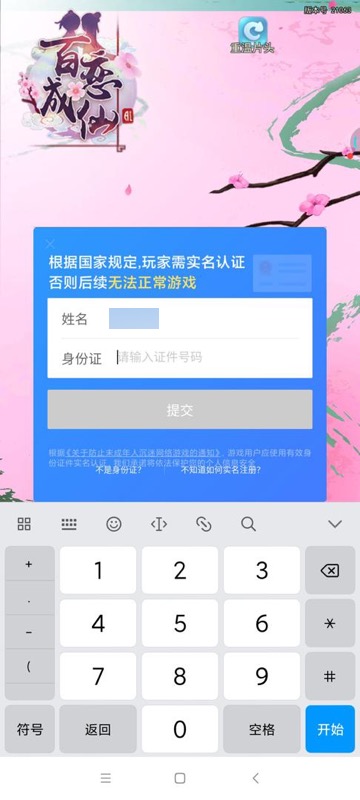 版本号
重温片头
百恋成仙
根据国家规定,玩家需实名认证
否则后续无法正常游戏
姓名
身份证 请输入证件号码
提交
根据《关于防止未成年人沉迷网络游戏的通知》，游戏用户应使用有效身
份证件实名认证，我们承诺将依法保护您的个人信息安全
不是身份证? 不知道如何实名注册?
+ 1 2 3
.
- 4 5 6 *
( 7 8 9 #
符号 返回 0 空格 开始